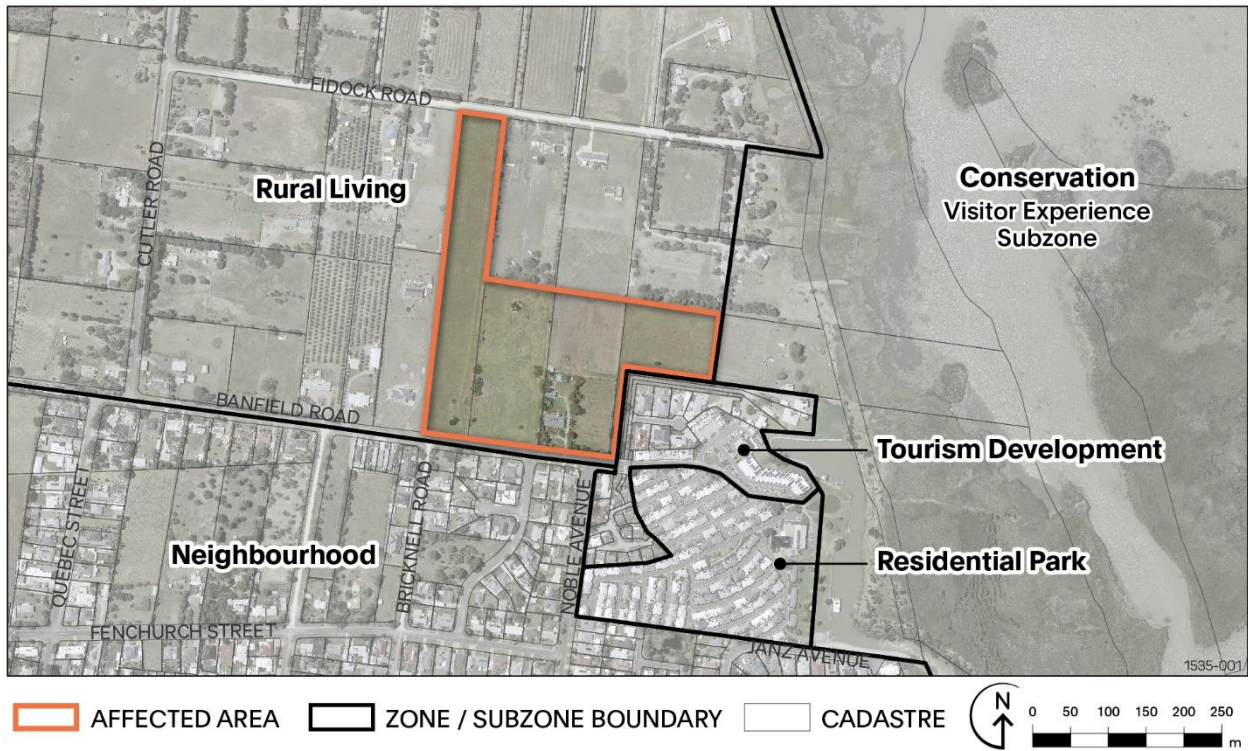 FIDOCK ROAD
CUTLER ROAD
Rural Living
Conservation
Visitor Experience
Subzone
BANFIELD ROAD
Tourism Development
QUEBEC STREET
Neighbourhood
BRICKNELL ROAD
NOBLE AVENUE
Residential Park
FENCHURCH STREET
JANZ AVENUE
1535-001
AFFECTED AREA
ZONE / SUBZONE BOUNDARY
CADASTRE
N
0 50 100 150 200 250
m